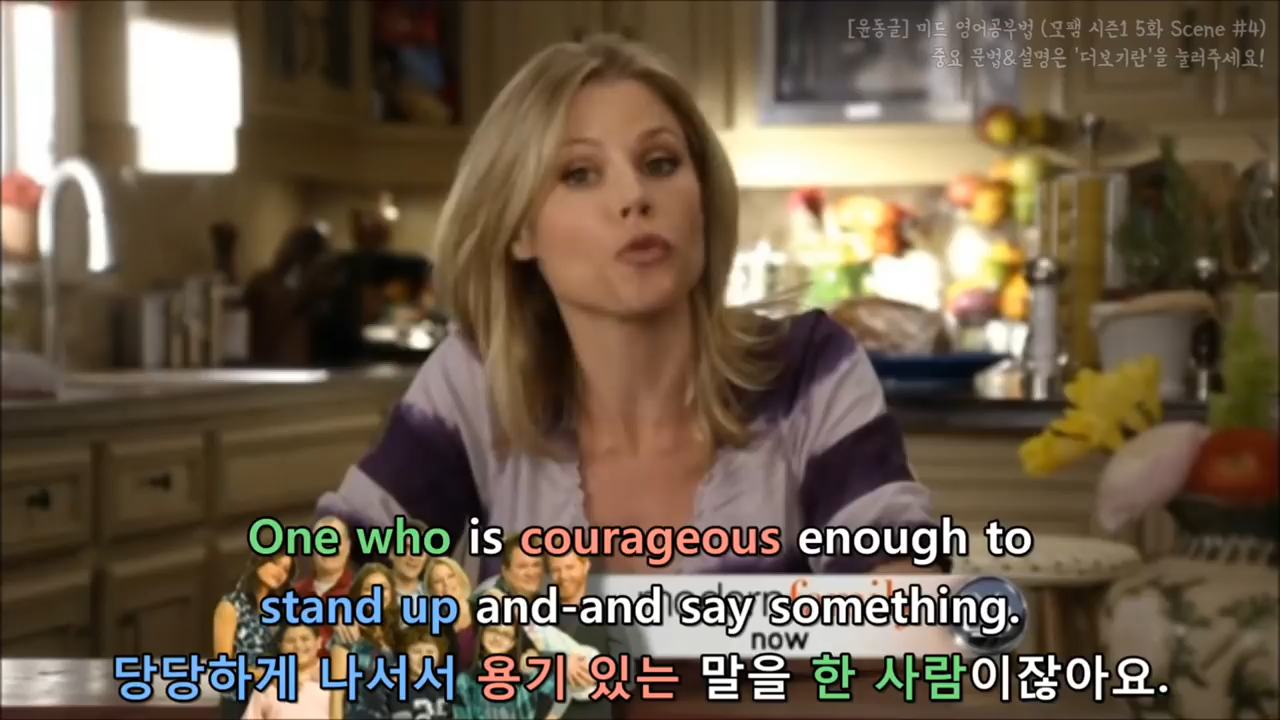 [윤동글] 미드 영어공부법 (모팸 시즌1 5화 Scene #4)
중요 문법&설명은 '더보기란'을 눌러주세요!
One who is courageous enough to
stand up and-and say something.
modern family
now
당당하게 나서서 용기 있는 말을 한 사람이잖아요.